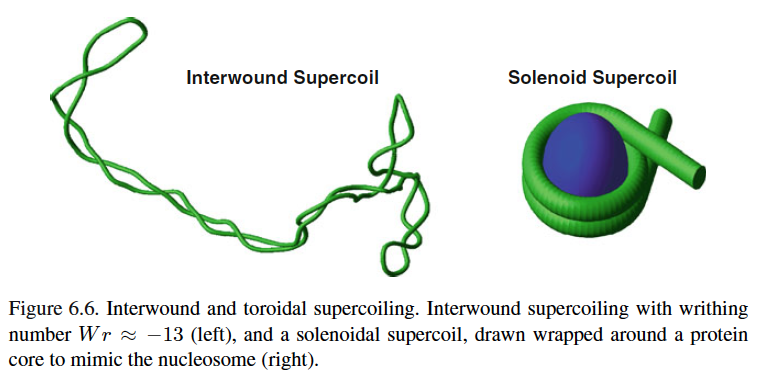 Interwound Supercoil
Solenoid Supercoil
Figure 6.6. Interwound and toroidal supercoiling. Interwound supercoiling with writhing
number Wr ≈ −13 (left), and a solenoidal supercoil, drawn wrapped around a protein
core to mimic the nucleosome (right).